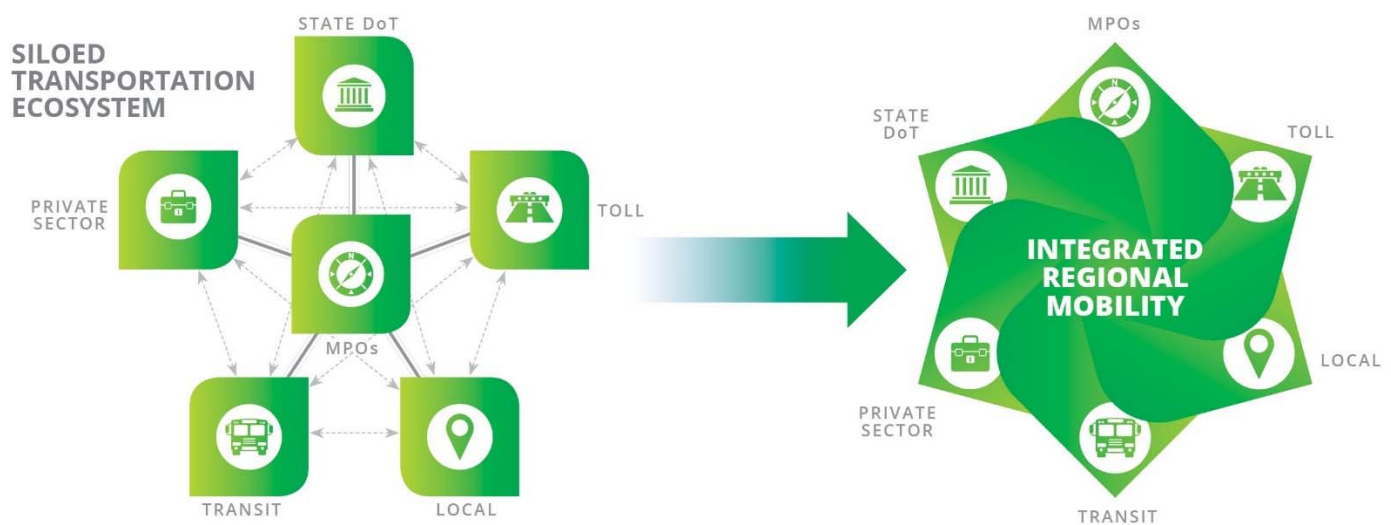 STATE DoT
SILOED
TRANSPORTATION
ECOSYSTEM
PRIVATE
SECTOR
TOLL
MPOs
TRANSIT
LOCAL
MPOs
STATE
DoT
TOLL
INTEGRATED
REGIONAL
MOBILITY
LOCAL
PRIVATE
SECTOR
TRANSIT
N
N